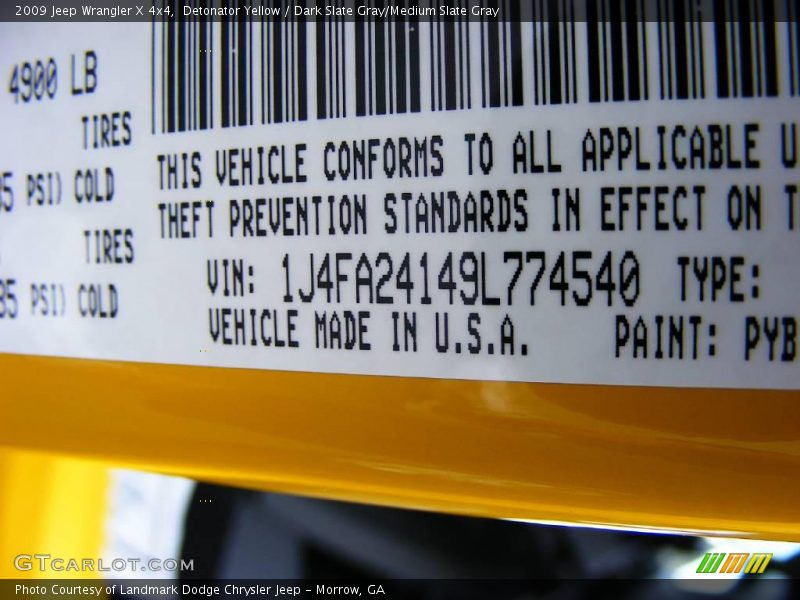 2009 Jeep Wrangler X 4x4, Detonator Yellow / Dark Slate Gray/Medium Slate Gray
4900 LB
TIRES
PSI) COLD
TIRES
PSI) COLD
THIS VEHICLE CONFORMS TO ALL APPLICABLE U
THEFT PREVENTION STANDARDS IN EFFECT ON T
VIN: 1J4FA24149L774540 TYPE:
VEHICLE MADE IN U.S.A. PAINT: PYB
GTCARLOT.COM
Photo Courtesy of Landmark Dodge Chrysler Jeep – Morrow, GA